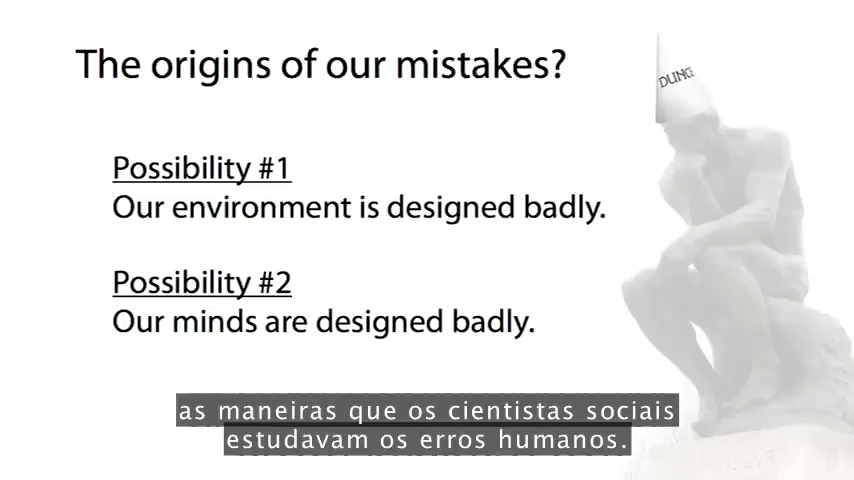 The origins of our mistakes?
DUNCE
Possibility #1
Our environment is designed badly.
Possibility #2
Our minds are designed badly.
as maneiras que os cientistas sociais
estudavam os erros humanos.